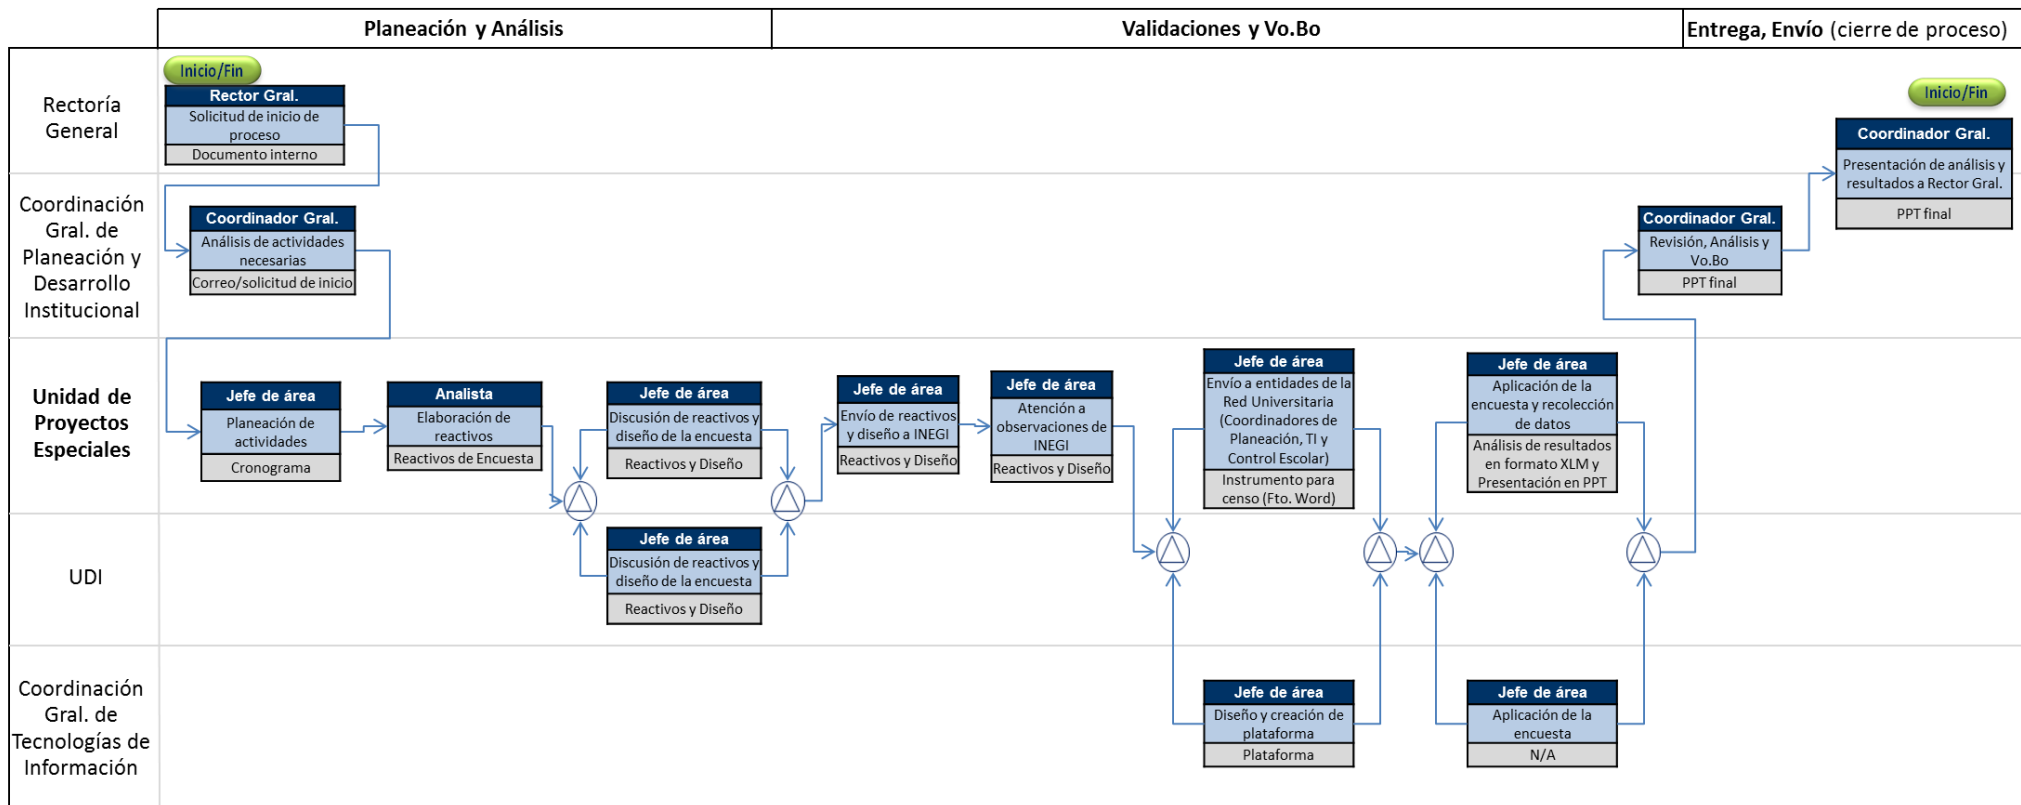 Planeación y Análisis
Validaciones y Vo.Bo
Entrega, Envío (cierre de proceso)
Rectoría
General
Inicio/Fin
Rector Gral.
Solicitud de inicio de
proceso
Documento interno
Inicio/Fin
Coordinador Gral.
Presentación de análisis y
resultados a Rector Gral.
PPT final
Coordinación
Gral. de
Planeación y
Desarrollo
Institucional
Coordinador Gral.
Análisis de actividades
necesarias
Correo/solicitud de inicio
Coordinador Gral.
Revisión, Análisis y
Vo.Bo
PPT final
Unidad de
Proyectos
Especiales
Jefe de área
Planeación de
actividades
Cronograma
Analista
Elaboración de
reactivos
Reactivos de Encuesta
Jefe de área
Discusión de reactivos y
diseño de la encuesta
Reactivos y Diseño
Jefe de área
Envío de reactivos
y diseño a INEGI
Reactivos y Diseño
Jefe de área
Atención a
observaciones de
INEGI
Reactivos y Diseño
Jefe de área
Envío a entidades de la
Red Universitaria
(Coordinadores de
Planeación, TI y
Control Escolar)
Instrumento para
censo (Fto. Word)
Jefe de área
Aplicación de la
encuesta y recolección
de datos
Análisis de resultados
en formato XLM y
Presentación en PPT
UDI
Jefe de área
Discusión de reactivos y
diseño de la encuesta
Reactivos y Diseño
Coordinación
Gral. de
Tecnologías de
Información
Jefe de área
Diseño y creación de
plataforma
Plataforma
Jefe de área
Aplicación de la
encuesta
N/A